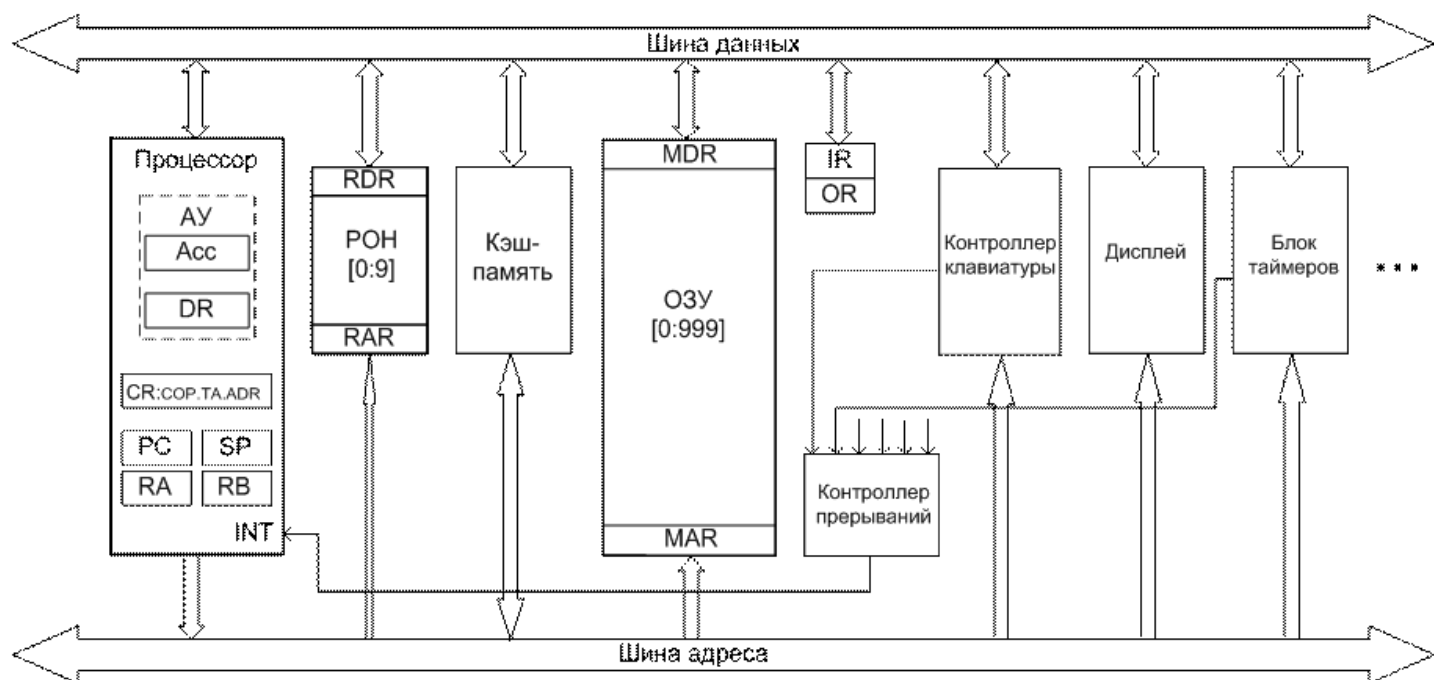 Шина данных
Процессор
АУ
Acc
DR
CR:COP.TA.ADR
PC
SP
RA
RB
INT
RDR
РОН
[0:9]
RAR
Кэш-
память
MDR
ОЗУ
[0:999]
MAR
IR
OR
Контроллер
клавиатуры
Дисплей
Блок
таймеров
...
Контроллер
прерываний
Шина адреса